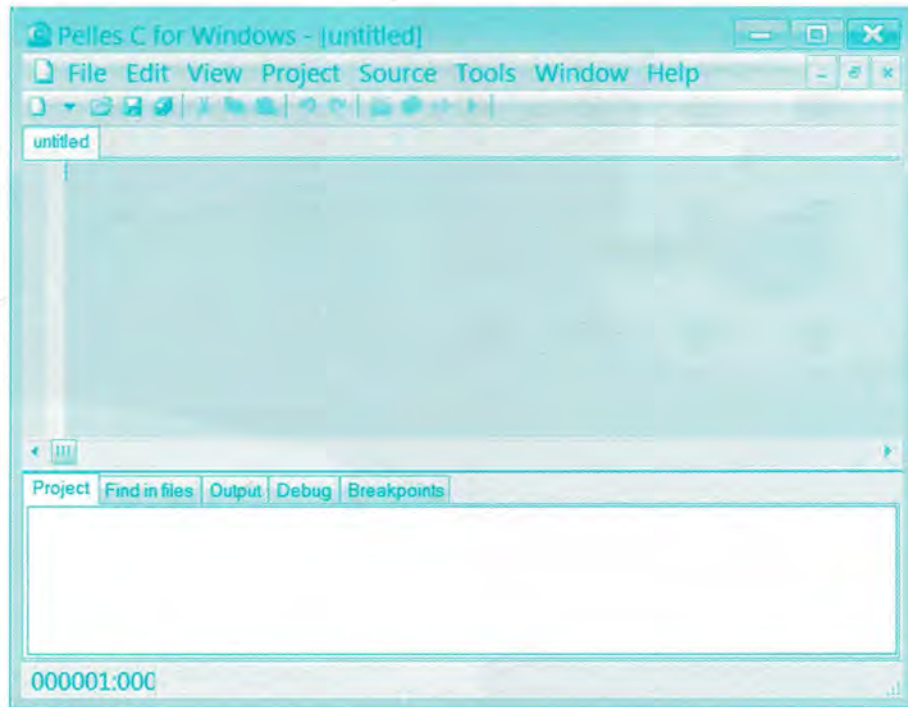 Pelles C for Windows - [untitled]
File Edit View Project Source Tools Window Help
untitled
Project Find in files Output Debug Breakpoints
000001:000